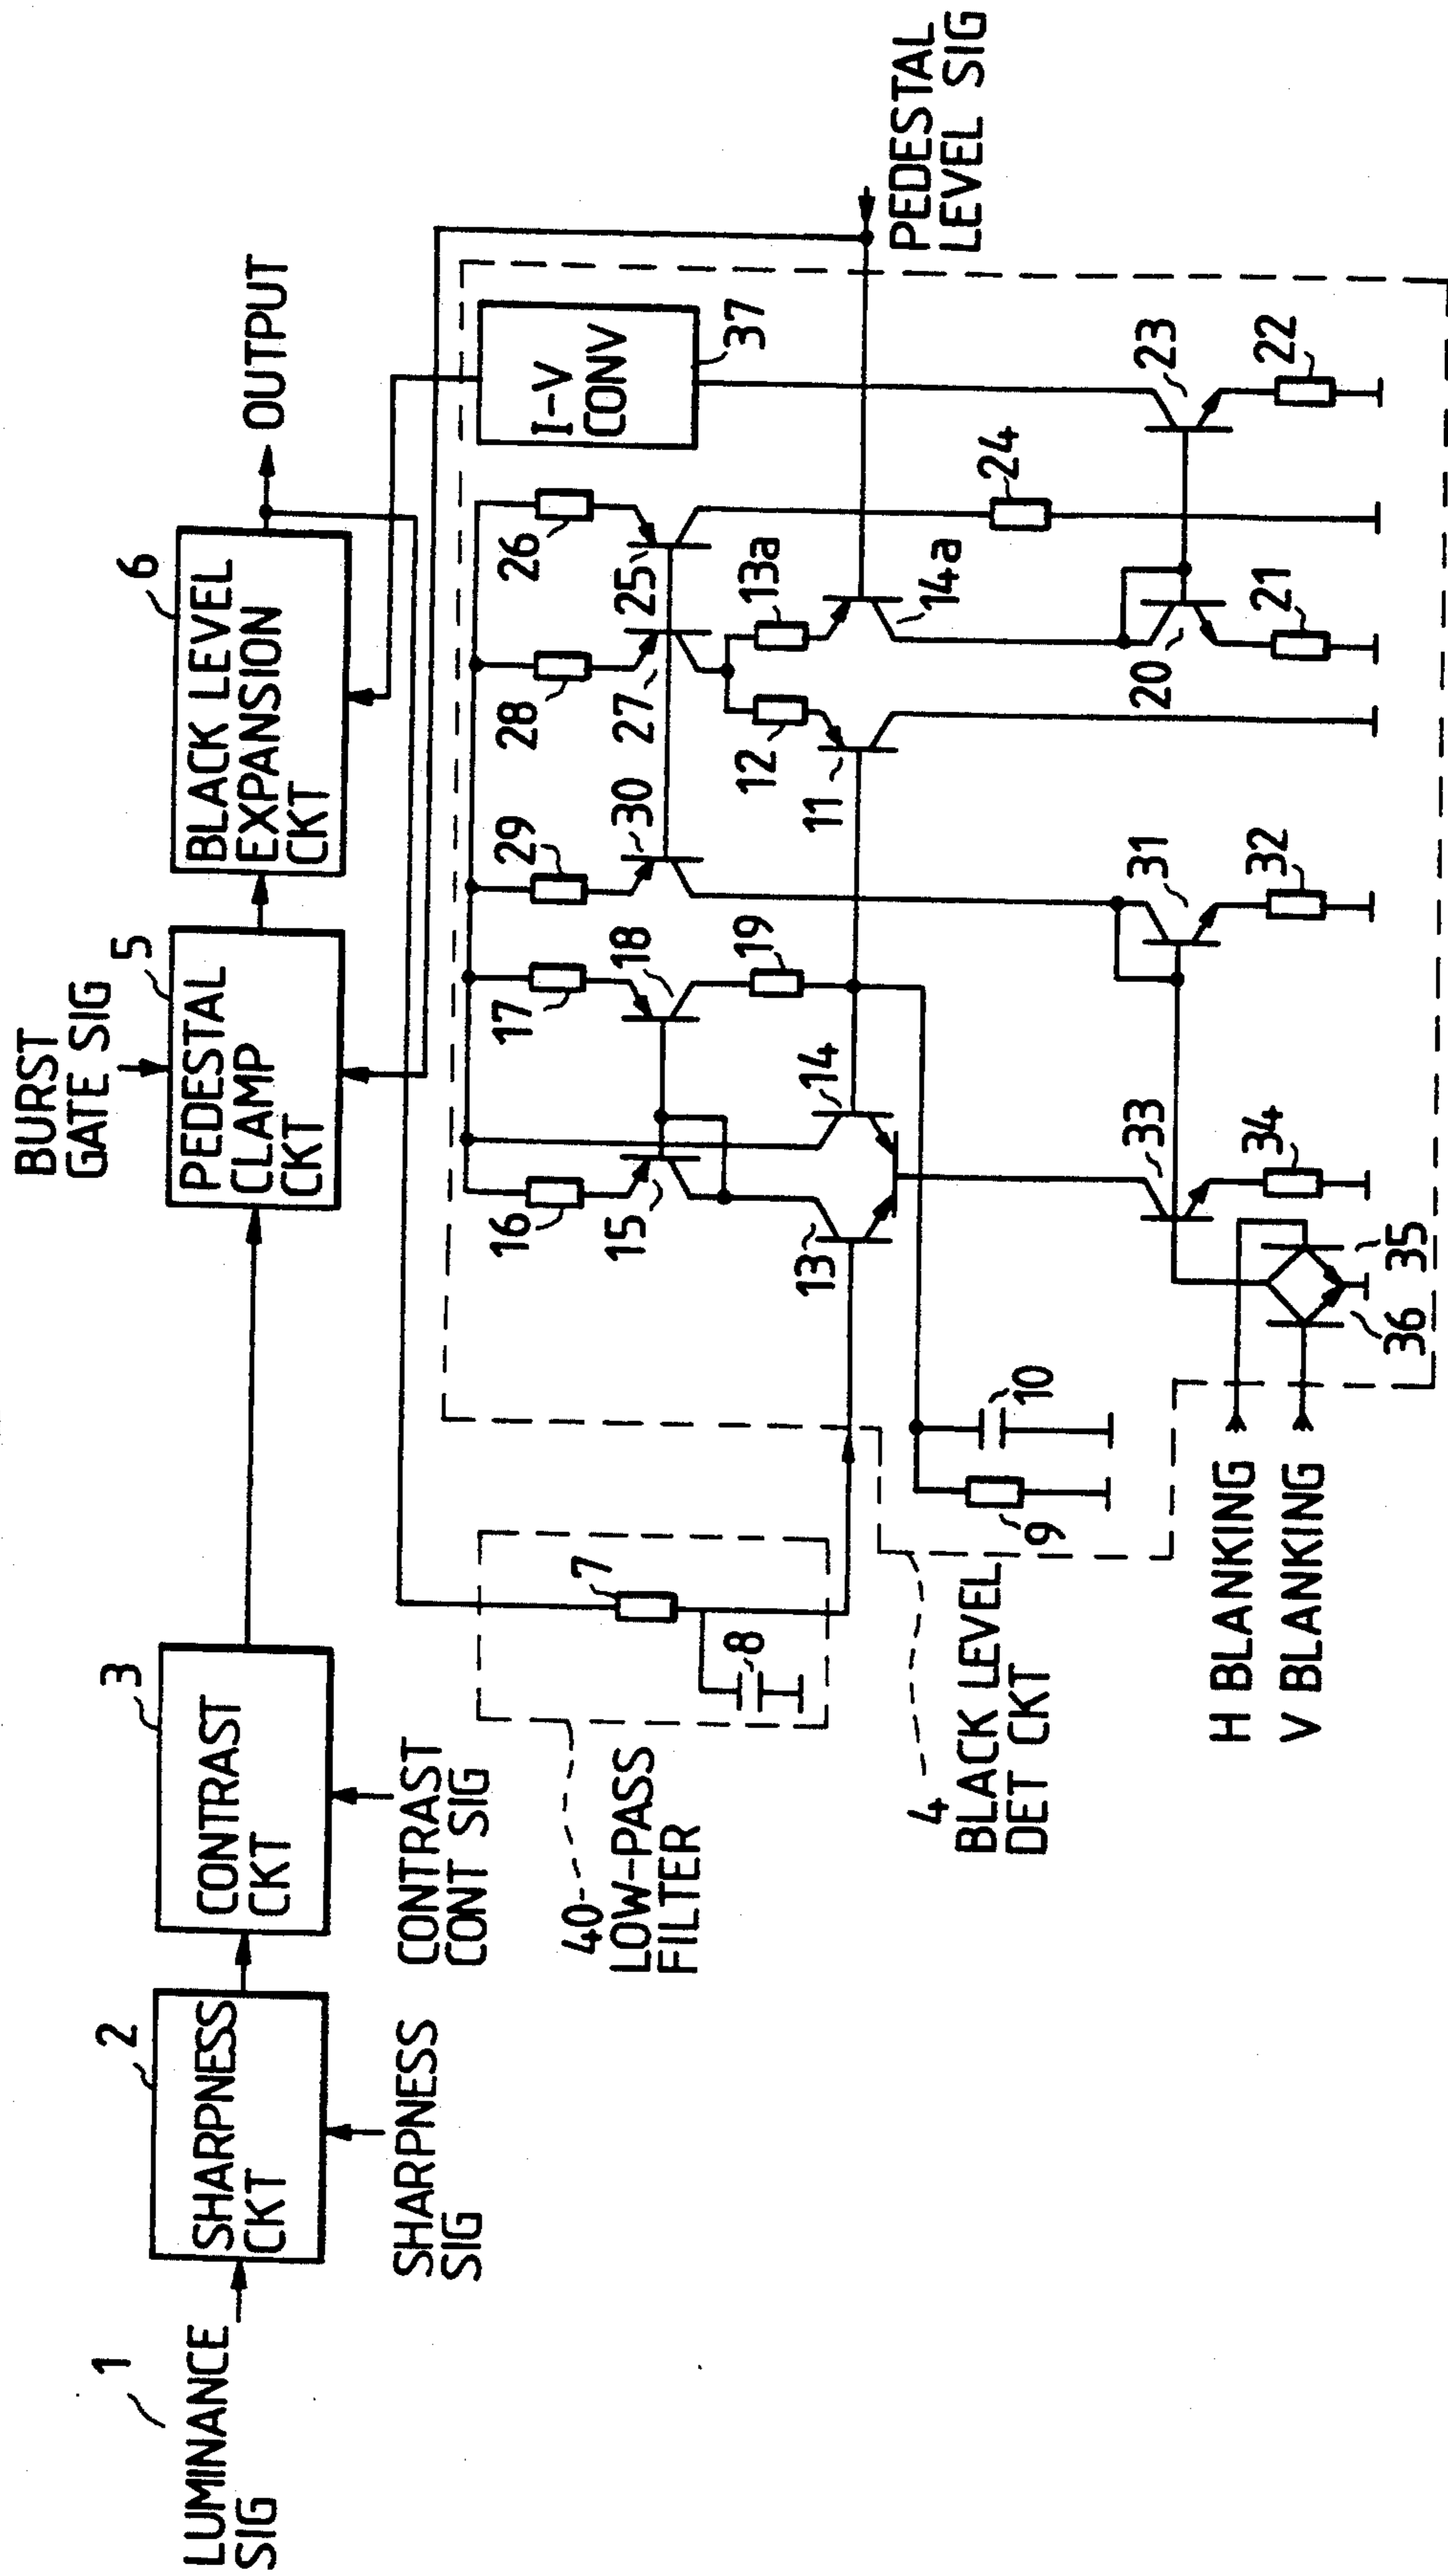 1
LUMINANCE
SIG
2
SHARPNESS
CKT
SHARPNESS
SIG
3
CONTRAST
CKT
CONTRAST
CONT SIG
BURST
GATE SIG
5
PEDESTAL
CLAMP
CKT
6
BLACK LEVEL
EXPANSION
CKT
OUTPUT
40
LOW-PASS
FILTER
7
8
4
BLACK LEVEL
DET CKT
9
10
16
15
13
14
17
18
19
29
30
28
27
26
25
12
13a
11
14a
24
I-V
CONV
37
PEDESTAL
LEVEL SIG
H BLANKING
V BLANKING
36
35
33
34
31
32
20
21
23
22